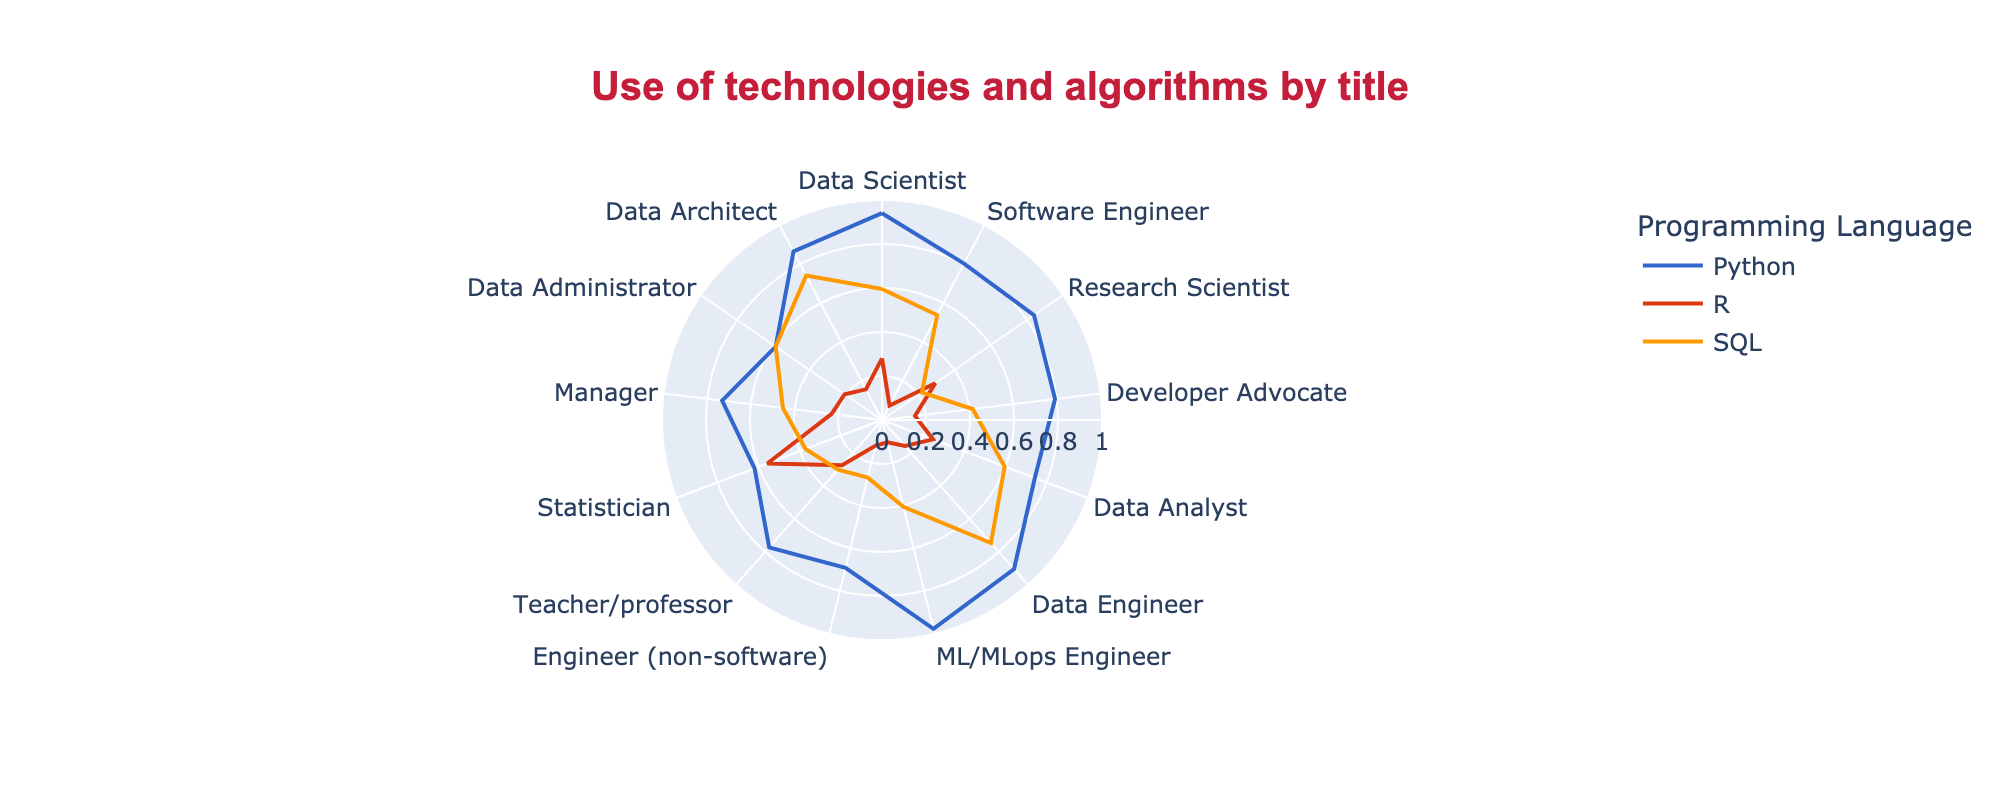 Use of technologies and algorithms by title
Data Scientist
Data Architect
Software Engineer
Data Administrator
Research Scientist
Manager
Developer Advocate
0 0.2 0.4 0.6 0.8 1
Statistician
Data Analyst
Teacher/professor
Data Engineer
Engineer (non-software)
ML/MLops Engineer
Programming Language
Python
R
SQL